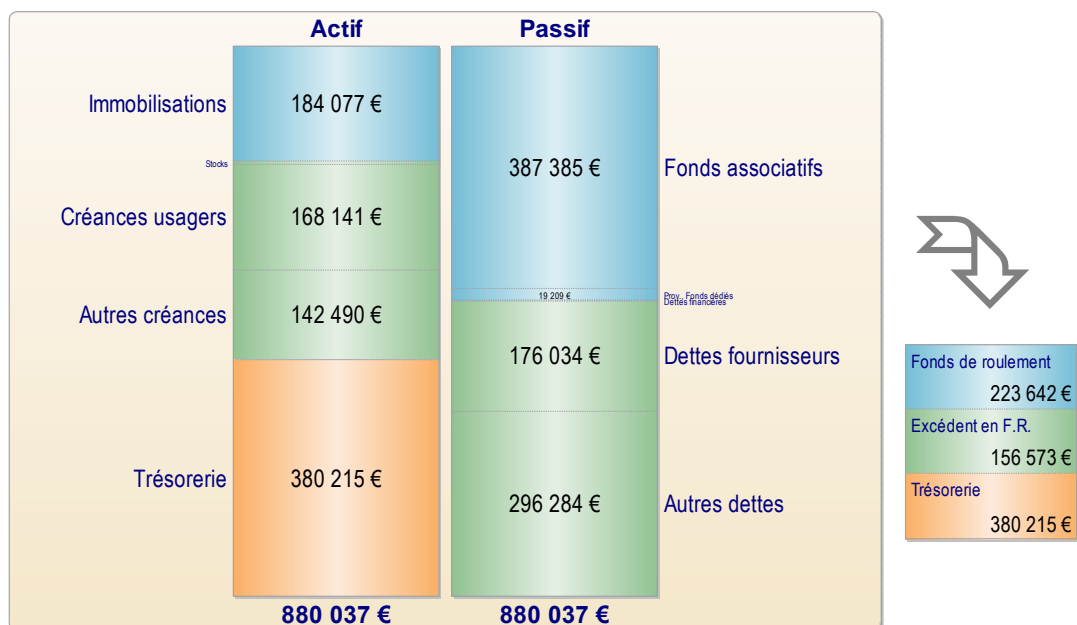 Actif
Passif
Immobilisations
184 077 €
Stocks
Créances usagers
168 141 €
Autres créances
142 490 €
Trésorerie
380 215 €
880 037 €
387 385 €
Fonds associatifs
19 209 €
Prov., Fonds dédiés
Dettes financières
176 034 €
Dettes fournisseurs
296 284 €
Autres dettes
880 037 €
Fonds de roulement
223 642 €
Excédent en F.R.
156 573 €
Trésorerie
380 215 €